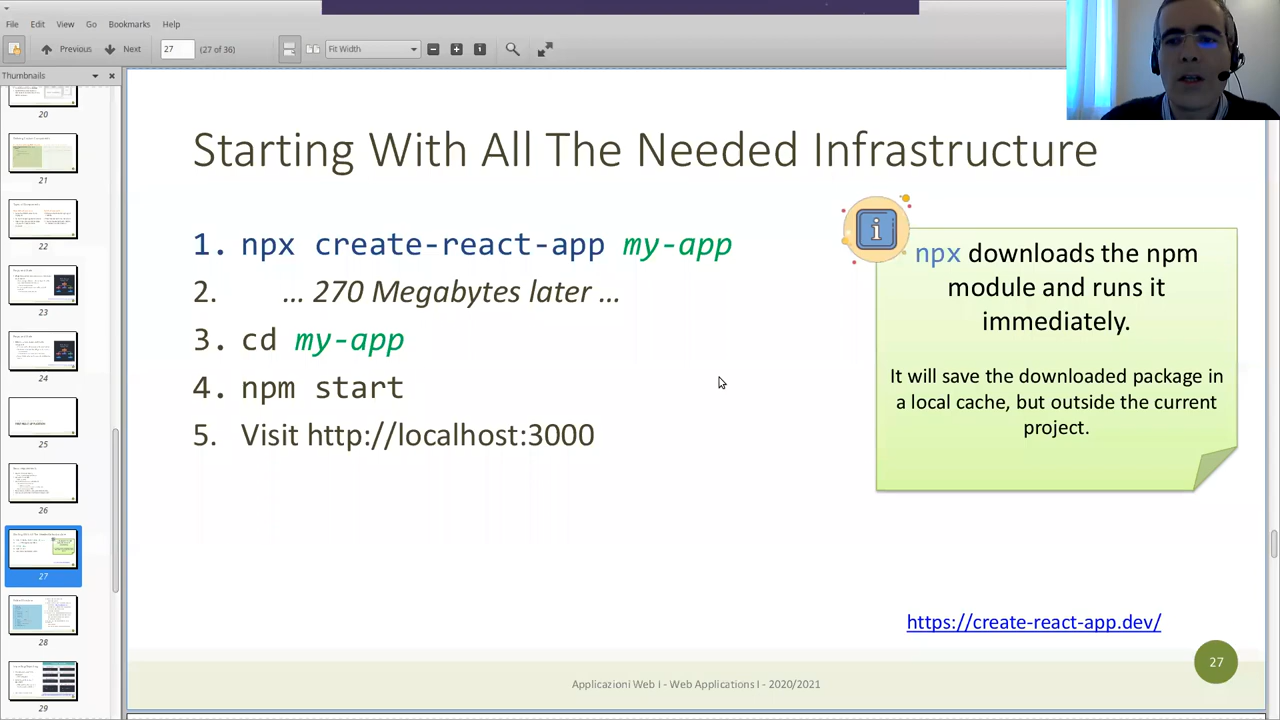 File Edit View Go Bookmarks Help
Previous Next 27 (27 of 36) Fit Width
Thumbnails
20
21
22
23
24
25
26
27
28
29
Starting With All The Needed Infrastructure
1. npx create-react-app my-app
2. … 270 Megabytes later …
3. cd my-app
4. npm start
5. Visit http://localhost:3000
i
npx downloads the npm
module and runs it
immediately.
It will save the downloaded package in
a local cache, but outside the current
project.
https://create-react-app.dev/
27
Applicazioni Web I - Web Applications I - 2020/2021